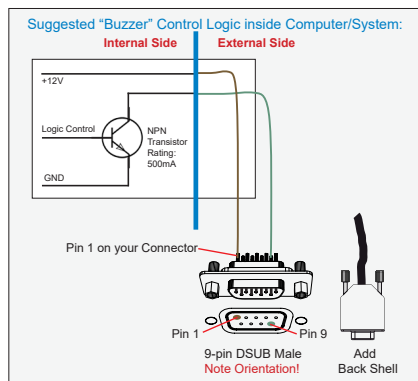 Suggested “Buzzer” Control Logic inside Computer/System:
Internal Side
External Side
+12V
Logic Control
NPN
Transistor
Rating:
500mA
GND
Pin 1 on your Connector
Pin 1
Pin 9
9-pin DSUB Male
Note Orientation!
Add
Back Shell